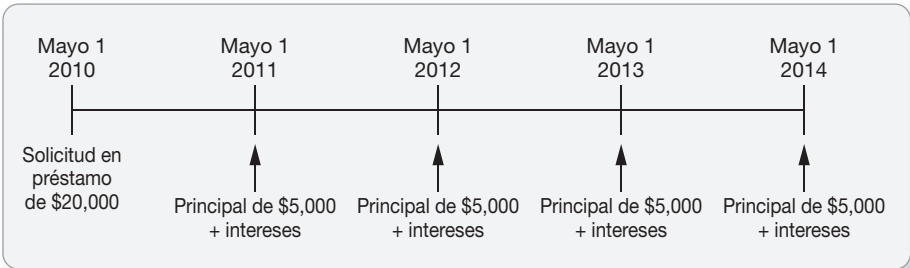 Mayo 1 Mayo 1 Mayo 1 Mayo 1 Mayo 1
2010 2011 2012 2013 2014
Solicitud en
préstamo
de $20,000
Principal de $5,000 Principal de $5,000 Principal de $5,000 Principal de $5,000
+ intereses + intereses + intereses + intereses